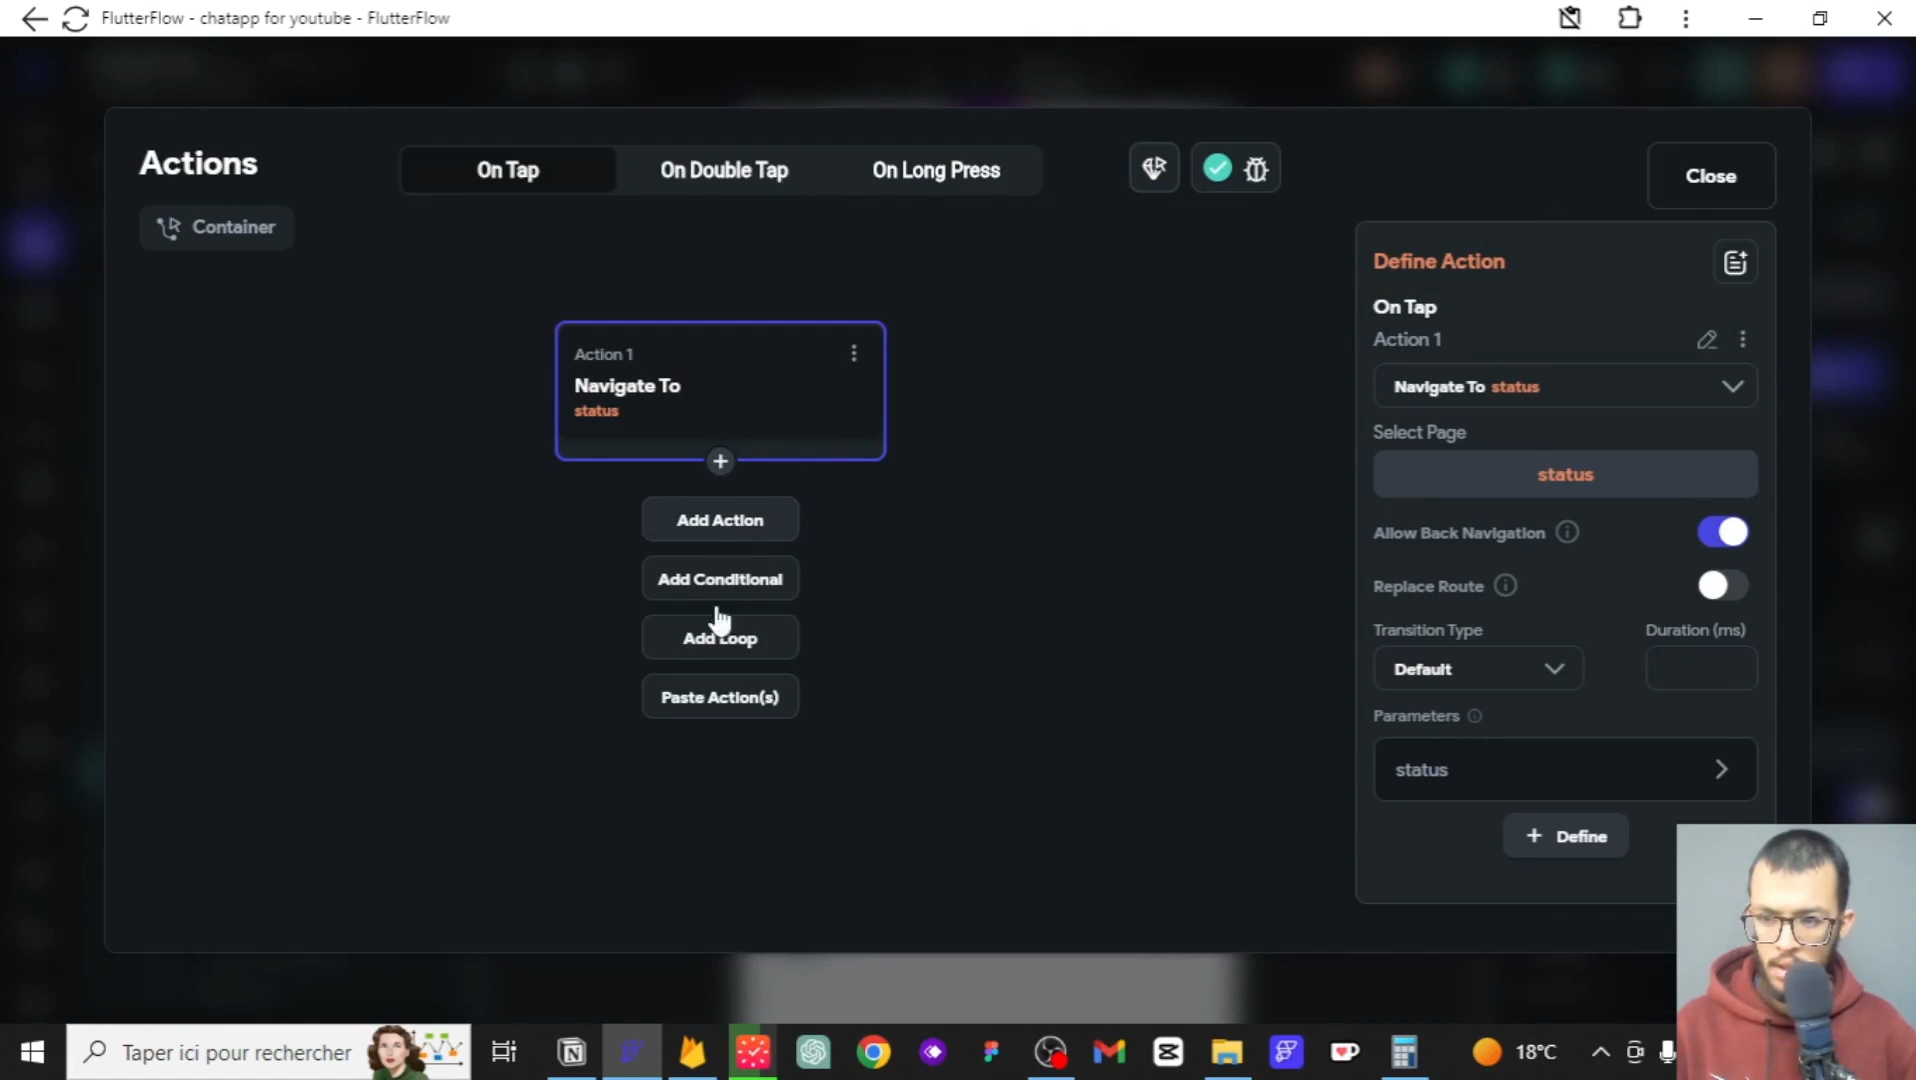 FlutterFlow - chatapp for youtube - FlutterFlow
Actions
On Tap
On Double Tap
On Long Press
Close
Container
Define Action
On Tap
Action 1
Navigate To status
Select Page
status
Allow Back Navigation
Replace Route
Transition Type
Duration (ms)
Default
Parameters
status
+ Define
Action 1
Navigate To
status
Add Action
Add Conditional
Add Loop
Paste Action(s)
Taper ici pour rechercher
18°C